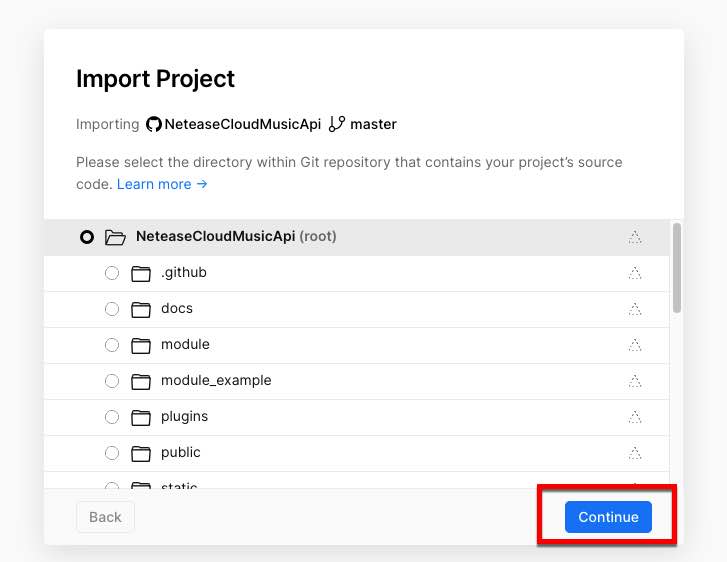 Import Project
Importing NeteaseCloudMusicApi master
Please select the directory within Git repository that contains your project's source
code. Learn more →
NeteaseCloudMusicApi (root)
.github
docs
module
module_example
plugins
public
static
Back Continue